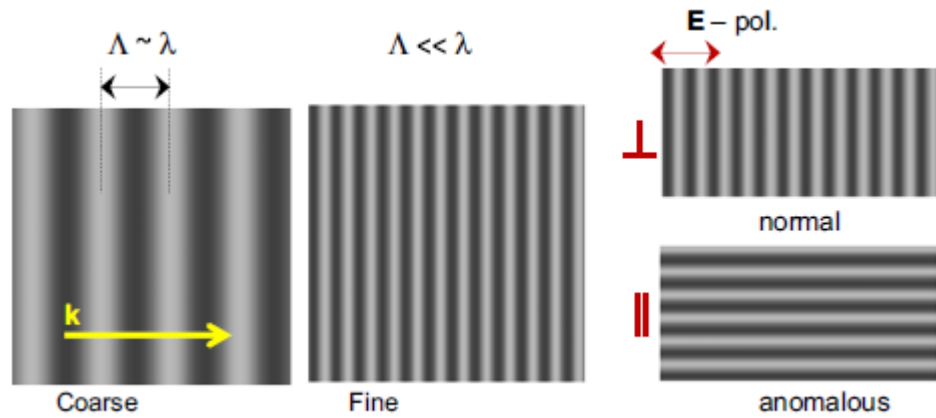 Λ ~ λ
k
Coarse
Λ << λ
Fine
E – pol.
⊥
normal
||
anomalous